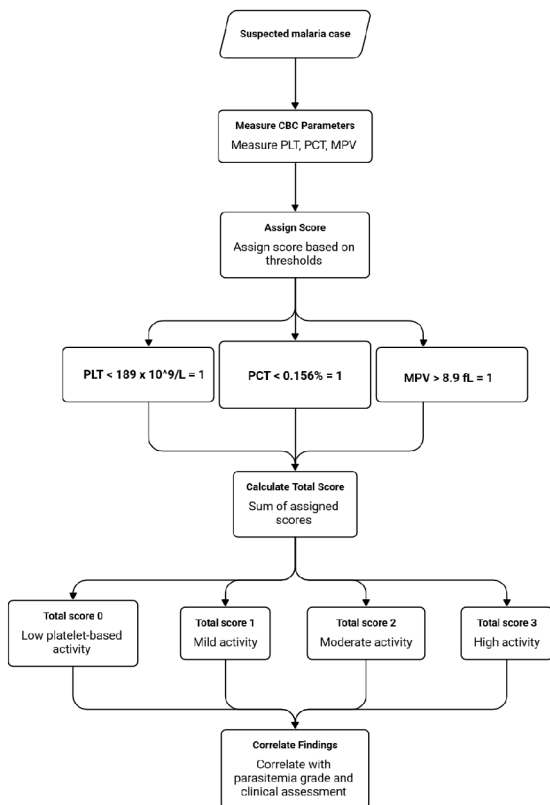 Suspected malaria case
Measure CBC Parameters
Measure PLT, PCT, MPV
Assign Score
Assign score based on
thresholds
PLT < 189 x 10^9/L = 1
PCT < 0.156% = 1
MPV > 8.9 fL = 1
Calculate Total Score
Sum of assigned
scores
Total score 0
Low platelet-based
activity
Total score 1
Mild activity
Total score 2
Moderate activity
Total score 3
High activity
Correlate Findings
Correlate with
parasitemia grade and
clinical assessment